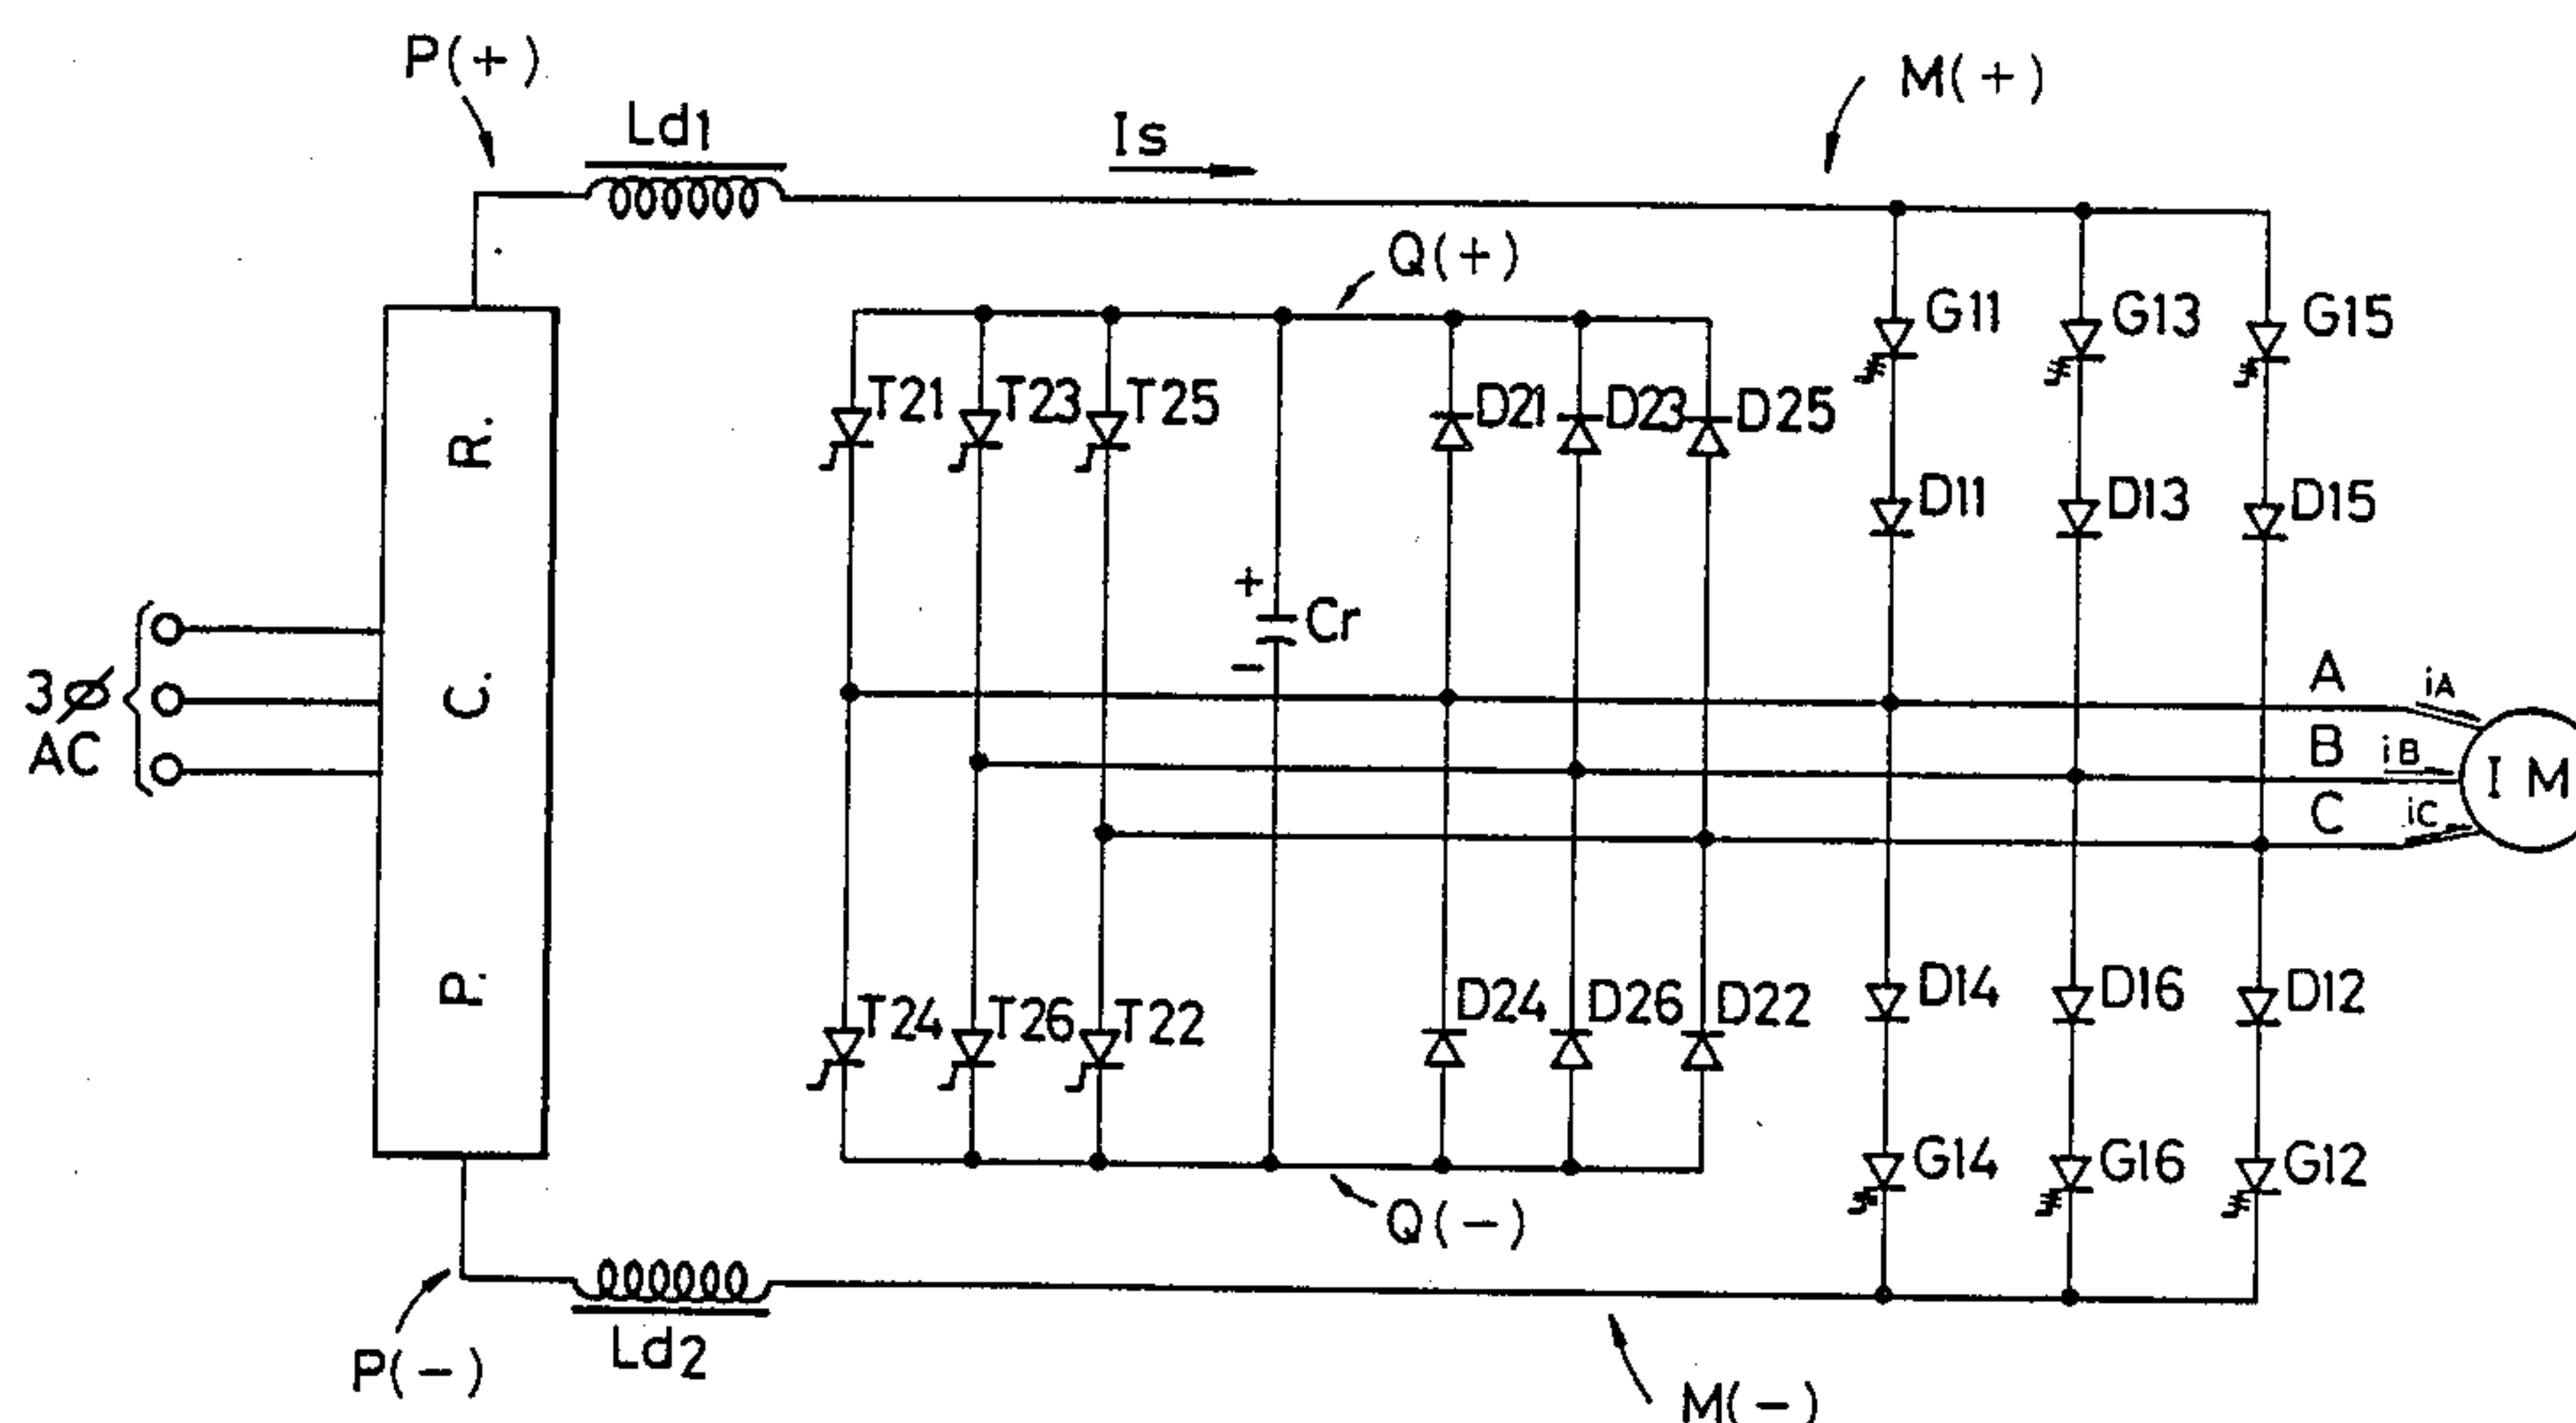 P(+)
Ld1
Is
M(+)
Q(+)
G11 G13 G15
T21 T23 T25 D21 D23 D25
D11 D13 D15
R.
+
Cr
−
3ø
AC
C.
A iA
B iB
C iC
IM
P.
T24 T26 T22 D24 D26 D22
D14 D16 D12
G14 G16 G12
Q(−)
Ld2
P(−)
M(−)